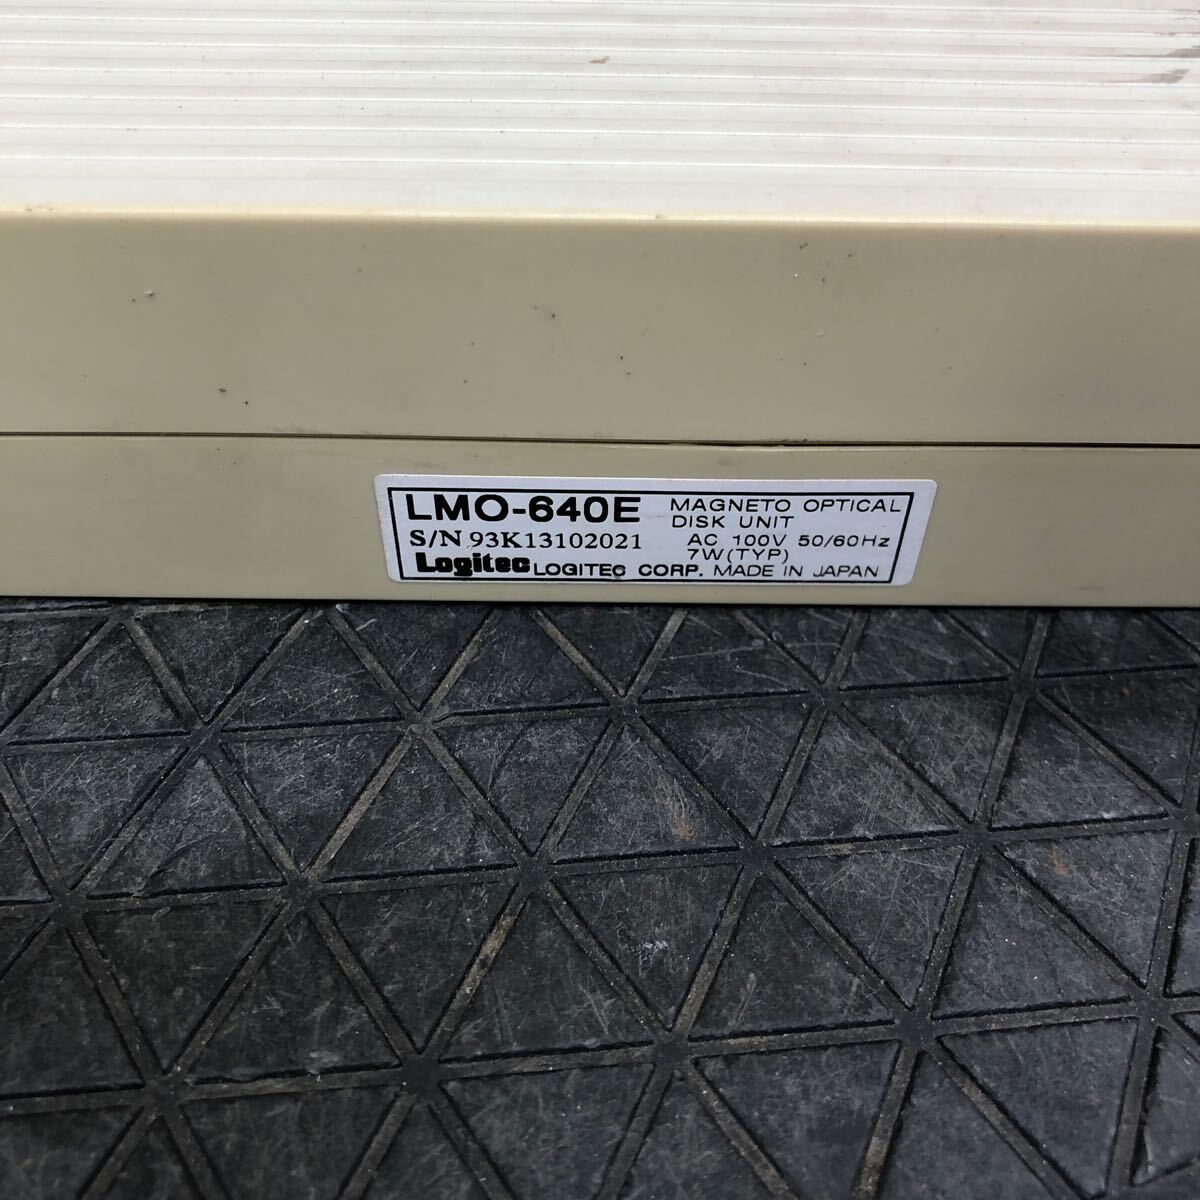 LMO-640E MAGNETO OPTICAL
DISK UNIT
S/N 93K13102021 AC 100V 50/60Hz
7W(TYP)
Logitec LOGITEC CORP. MADE IN JAPAN